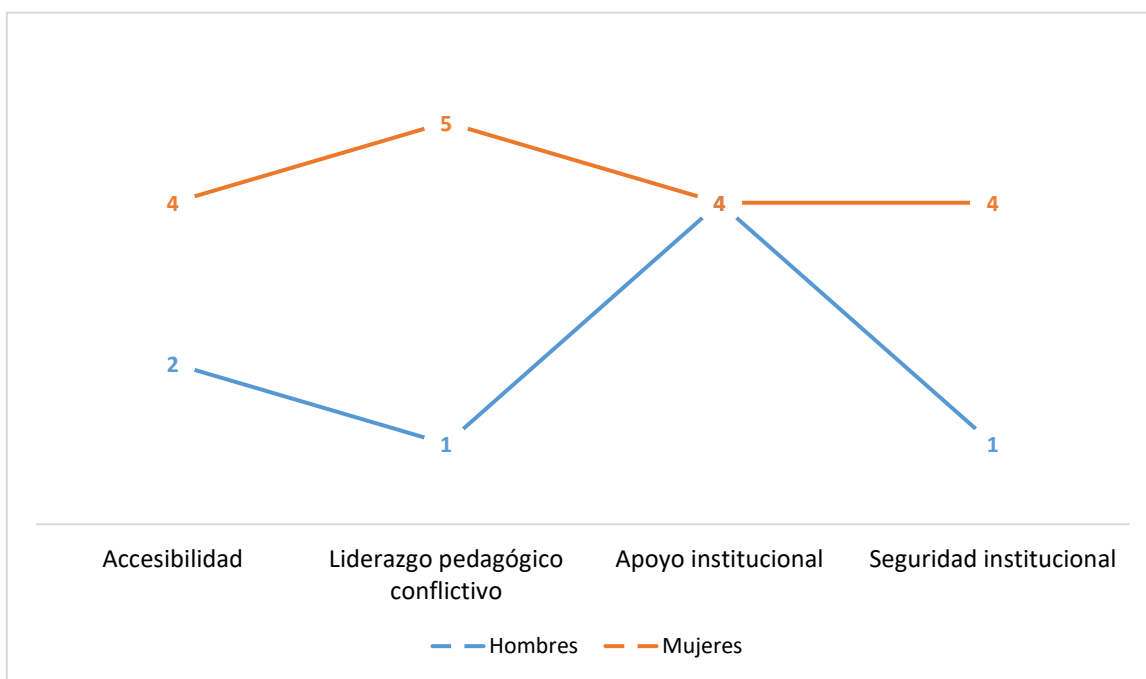 5
4
4
4
2
1
1
Accesibilidad
Liderazgo pedagógico
conflictivo
Apoyo institucional
Seguridad institucional
Hombres
Mujeres